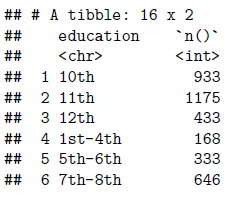 ## # A tibble: 16 x 2
## education `n()`
## <chr> <int>
## 1 10th 933
## 2 11th 1175
## 3 12th 433
## 4 1st-4th 168
## 5 5th-6th 333
## 6 7th-8th 646